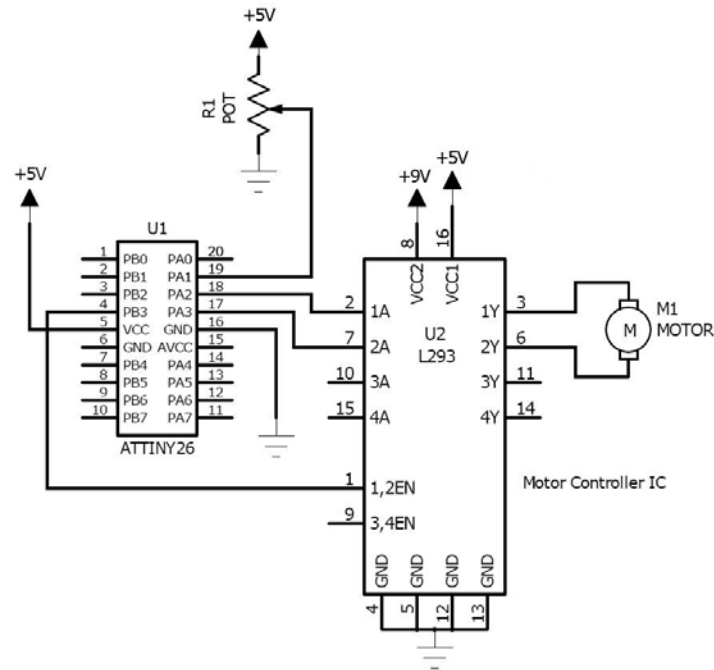 +5V
R1
POT
+5V
+9V
+5V
U1
1 PB0 PA0 20
2 PB1 PA1 19
3 PB2 PA2 18
4 PB3 PA3 17
5 VCC GND 16
6 GND AVCC 15
7 PB4 PA4 14
8 PB5 PA5 13
9 PB6 PA6 12
10 PB7 PA7 11
ATTINY26
8 16
VCC2 VCC1
2 1A 1Y 3
U2
L293
7 2A 2Y 6
10 3A 3Y 11
15 4A 4Y 14
1 1,2EN
9 3,4EN
GND GND GND GND
4 5 12 13
M
M1
MOTOR
Motor Controller IC